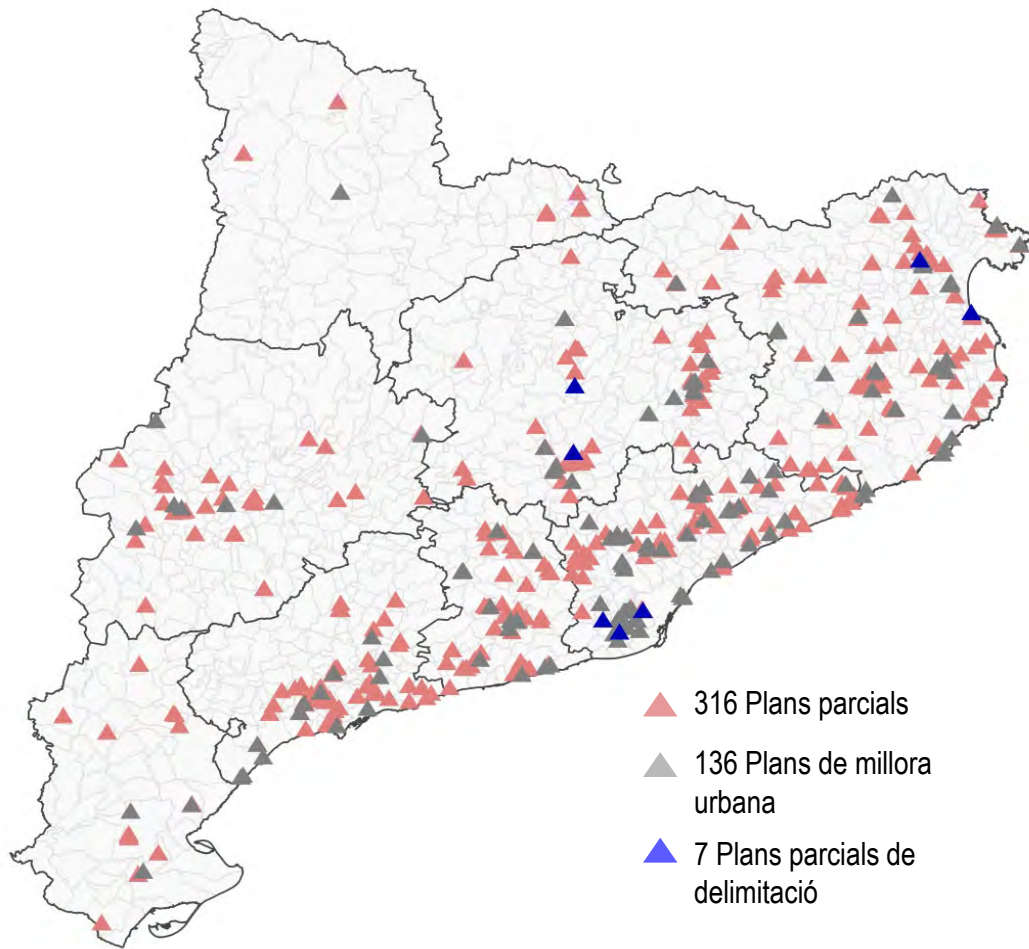 316 Plans parcials
136 Plans de millora
urbana
7 Plans parcials de
delimitació